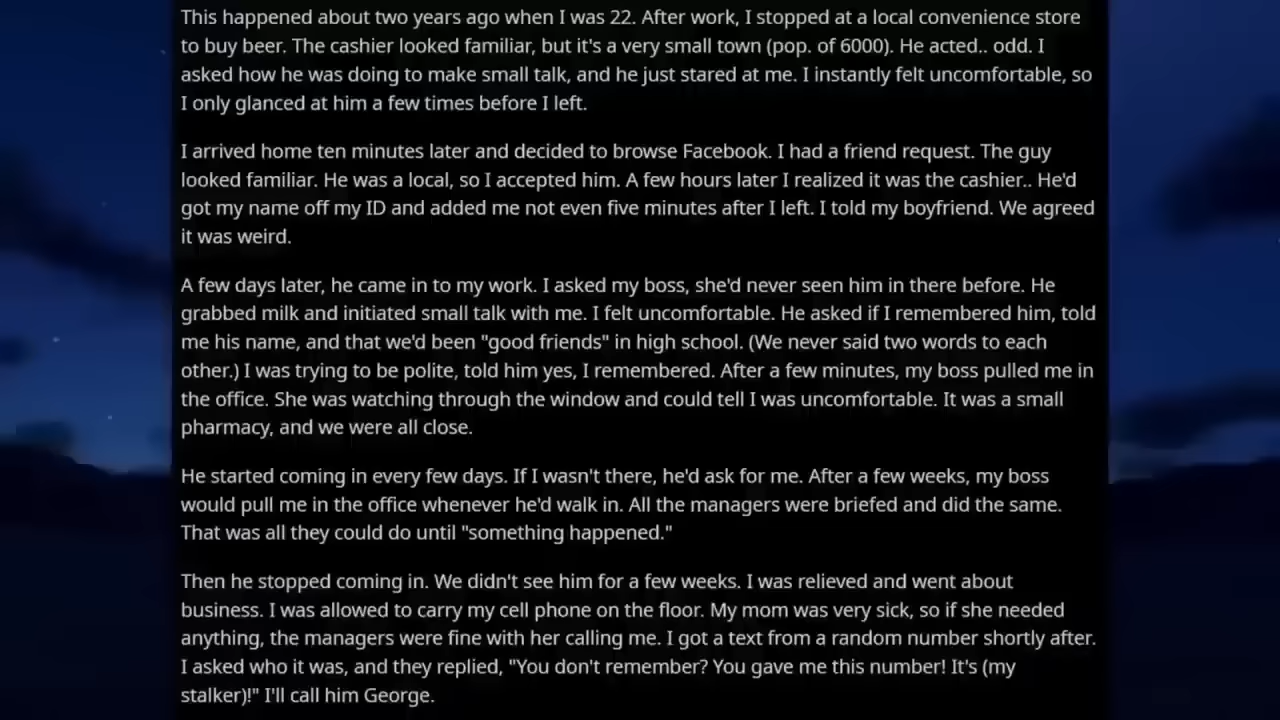 This happened about two years ago when I was 22. After work, I stopped at a local convenience store
to buy beer. The cashier looked familiar, but it's a very small town (pop. of 6000). He acted.. odd. I
asked how he was doing to make small talk, and he just stared at me. I instantly felt uncomfortable, so
I only glanced at him a few times before I left.
I arrived home ten minutes later and decided to browse Facebook. I had a friend request. The guy
looked familiar. He was a local, so I accepted him. A few hours later I realized it was the cashier.. He'd
got my name off my ID and added me not even five minutes after I left. I told my boyfriend. We agreed
it was weird.
A few days later, he came in to my work. I asked my boss, she'd never seen him in there before. He
grabbed milk and initiated small talk with me. I felt uncomfortable. He asked if I remembered him, told
me his name, and that we'd been "good friends" in high school. (We never said two words to each
other.) I was trying to be polite, told him yes, I remembered. After a few minutes, my boss pulled me in
the office. She was watching through the window and could tell I was uncomfortable. It was a small
pharmacy, and we were all close.
He started coming in every few days. If I wasn't there, he'd ask for me. After a few weeks, my boss
would pull me in the office whenever he'd walk in. All the managers were briefed and did the same.
That was all they could do until "something happened."
Then he stopped coming in. We didn't see him for a few weeks. I was relieved and went about
business. I was allowed to carry my cell phone on the floor. My mom was very sick, so if she needed
anything, the managers were fine with her calling me. I got a text from a random number shortly after.
I asked who it was, and they replied, "You don't remember? You gave me this number! It's (my
stalker)!" I'll call him George.